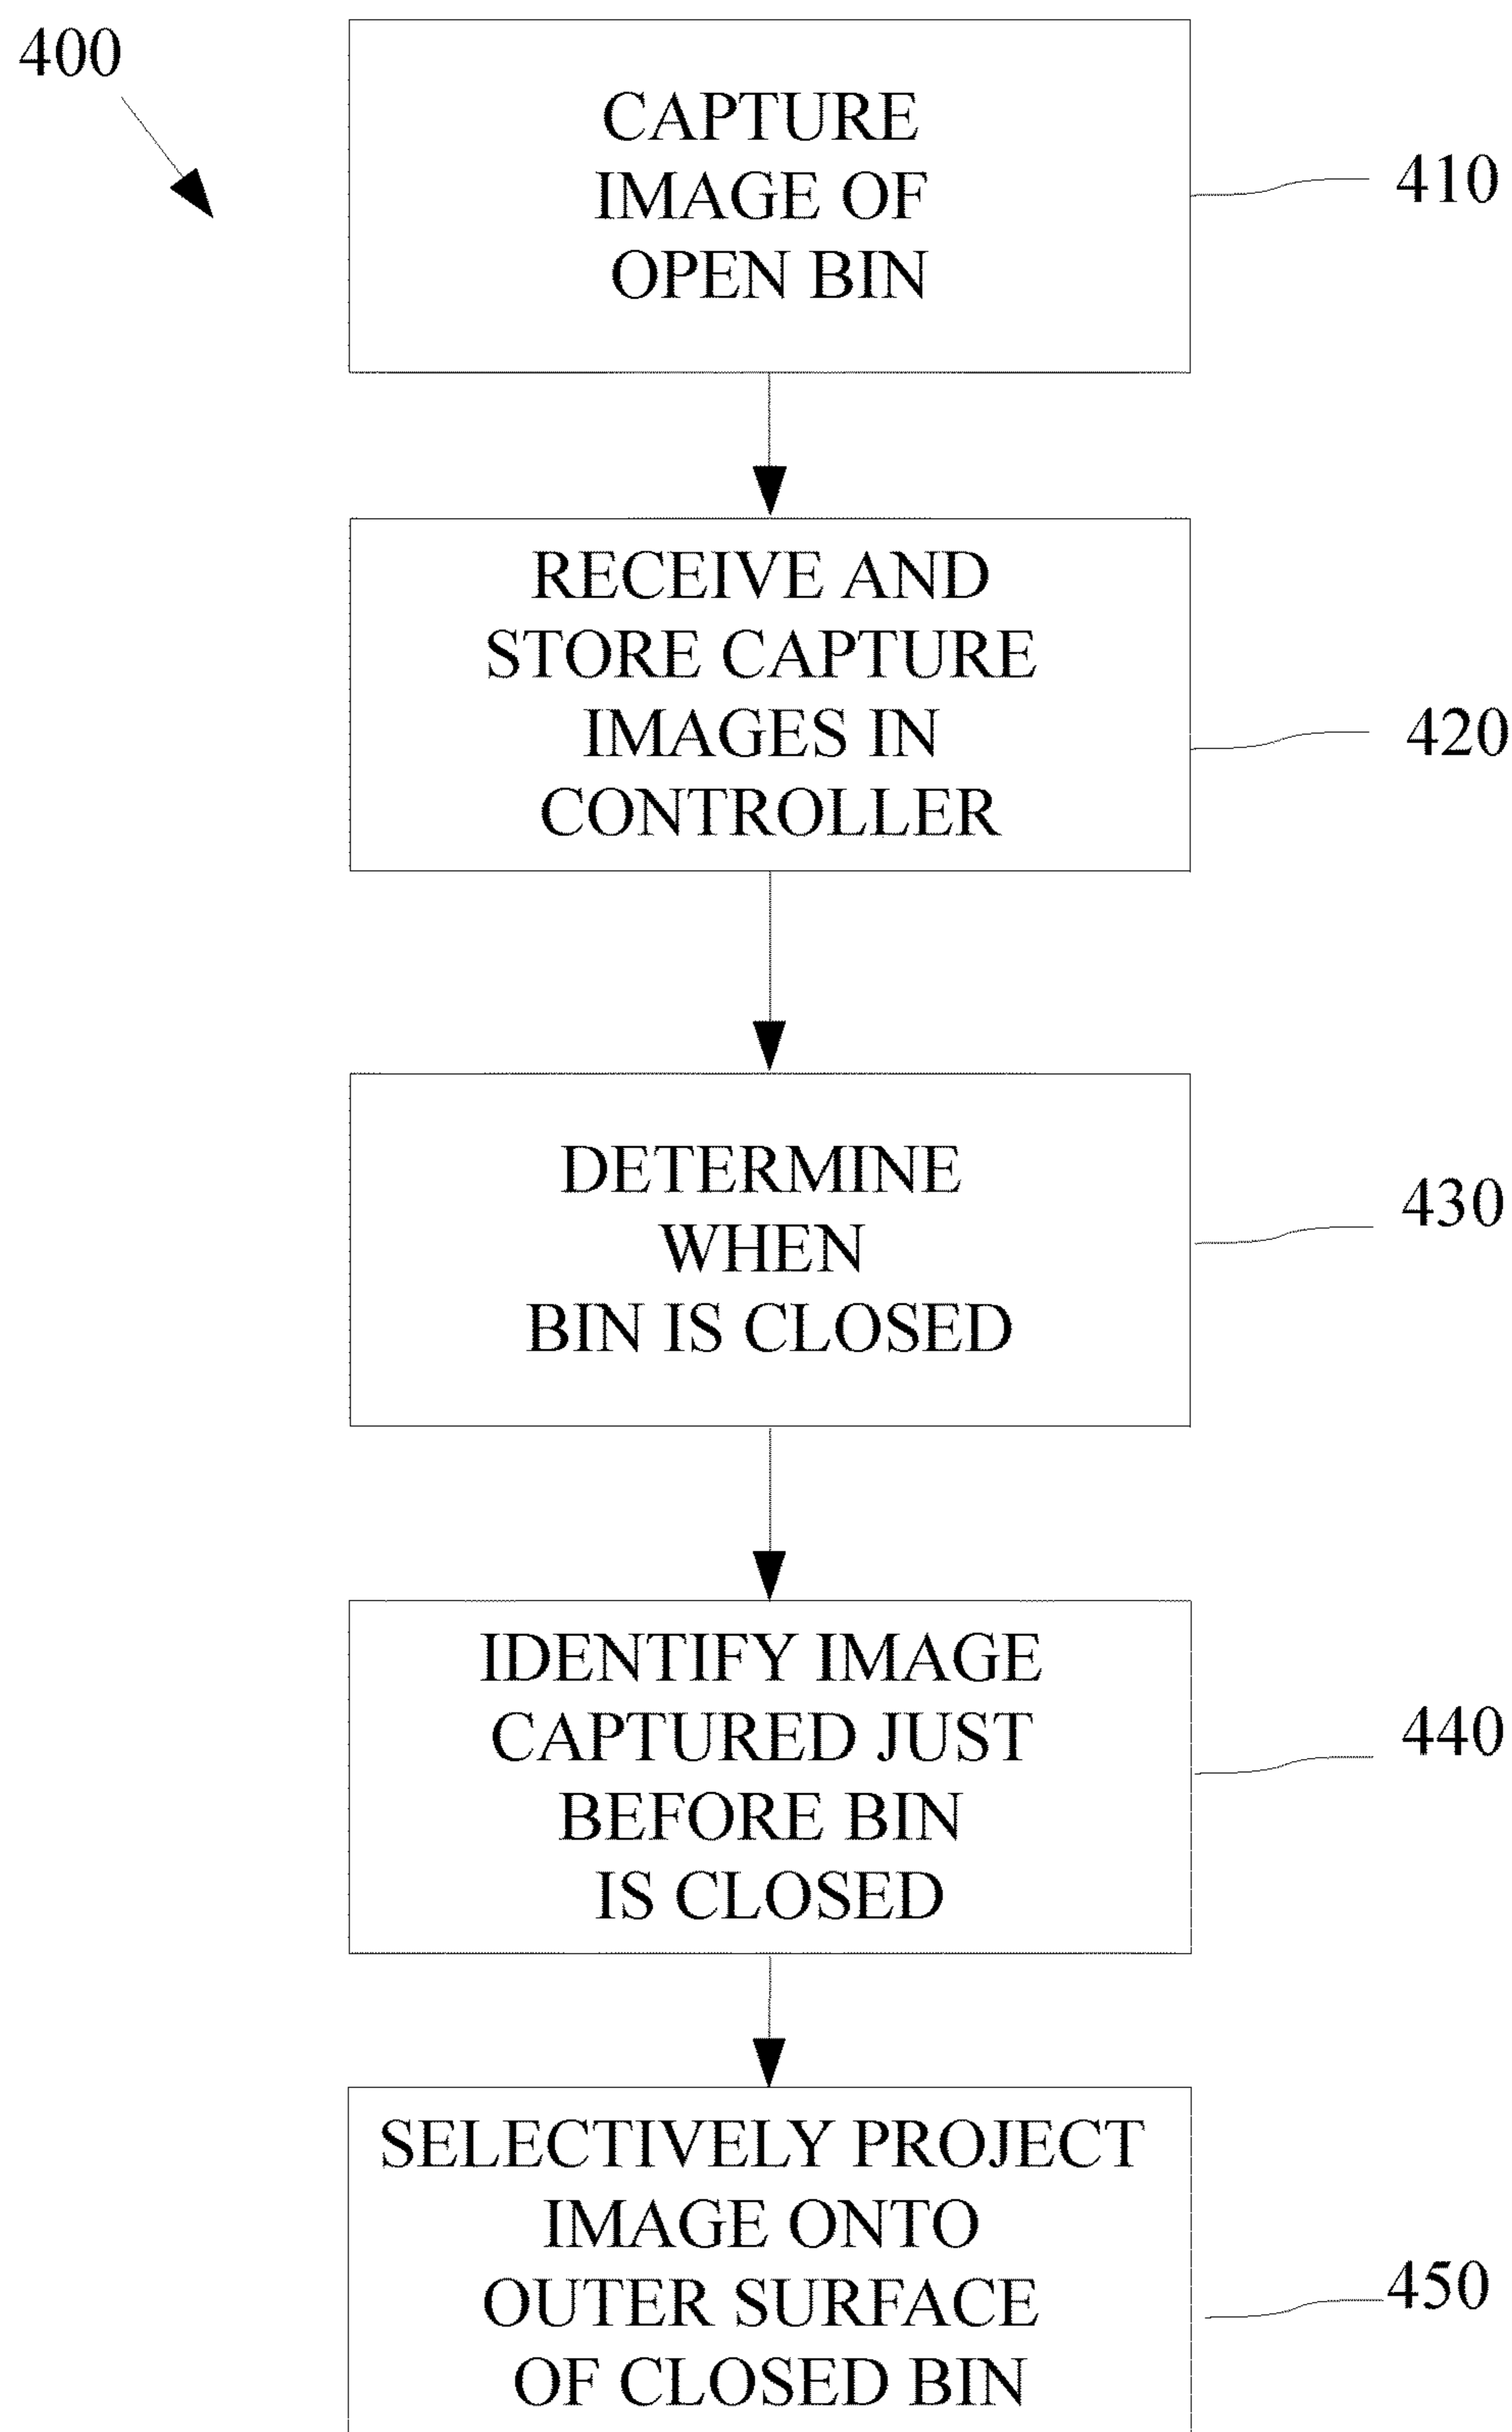 400
CAPTURE
IMAGE OF
OPEN BIN
410
RECEIVE AND
STORE CAPTURE
IMAGES IN
CONTROLLER
420
DETERMINE
WHEN
BIN IS CLOSED
430
IDENTIFY IMAGE
CAPTURED JUST
BEFORE BIN
IS CLOSED
440
SELECTIVELY PROJECT
IMAGE ONTO
OUTER SURFACE
OF CLOSED BIN
450